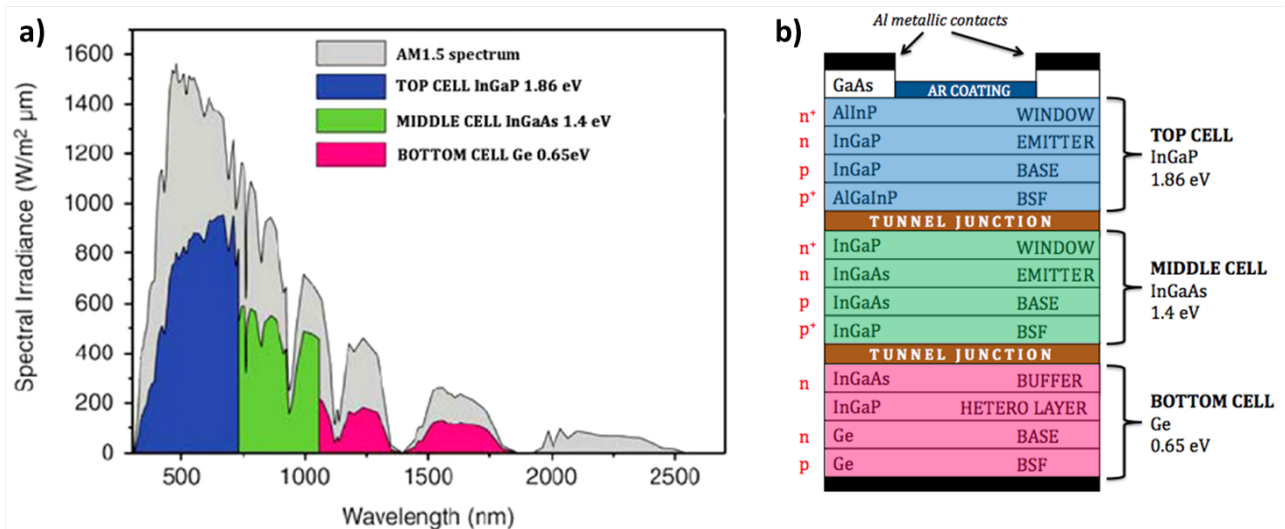 a)
1600
1400
1200
1000
800
600
400
200
0
Spectral Irradiance (W/m² µm)
500
1000
1500
2000
2500
Wavelength (nm)
AM1.5 spectrum
TOP CELL InGaP 1.86 eV
MIDDLE CELL InGaAs 1.4 eV
BOTTOM CELL Ge 0.65eV
b)
Al metallic contacts
GaAs
AR COATING
n⁺ AlInP WINDOW
n InGaP EMITTER
p InGaP BASE
p⁺ AlGaInP BSF
TOP CELL
InGaP
1.86 eV
TUNNEL JUNCTION
n⁺ InGaP WINDOW
n InGaAs EMITTER
p InGaAs BASE
p⁺ InGaP BSF
MIDDLE CELL
InGaAs
1.4 eV
TUNNEL JUNCTION
n InGaAs BUFFER
InGaP HETERO LAYER
n Ge BASE
p Ge BSF
BOTTOM CELL
Ge
0.65 eV